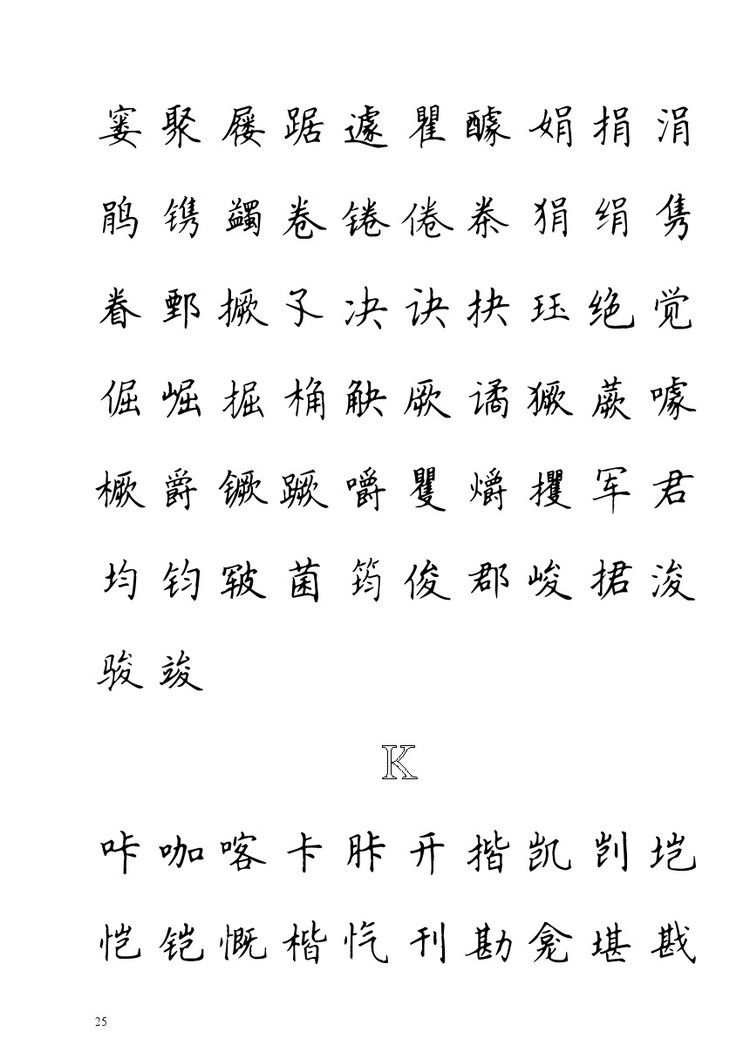 窭聚屦踞遽瞿醵娟捐涓
鹃镌蠲卷锩倦桊狷绢隽
眷鄄撅孓决诀抉珏绝觉
倔崛掘桷觖厥谲獗蕨噱
橛爵镢蹶嚼矍爝攫军君
均钧皲菌筠俊郡峻捃浚
骏竣
K
咔咖喀卡胩开揩凯剀垲
恺铠慨楷忾刊勘龛堪戡
25